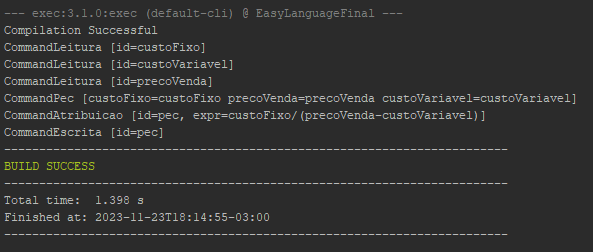 --- exec:3.1.0:exec (default-cli) @ EasyLanguageFinal ---
Compilation Successful
CommandLeitura [id=custoFixo]
CommandLeitura [id=custoVariavel]
CommandLeitura [id=precoVenda]
CommandPec [custoFixo=custoFixo precoVenda=precoVenda custoVariavel=custoVariavel]
CommandAtribuicao [id=pec, expr=custoFixo/(precoVenda-custoVariavel)]
CommandEscrita [id=pec]
------------------------------------------------------------------------
BUILD SUCCESS
------------------------------------------------------------------------
Total time:  1.398 s
Finished at: 2023-11-23T18:14:55-03:00
------------------------------------------------------------------------